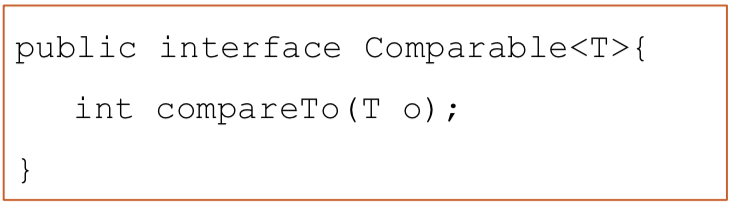 public interface Comparable<T>{
int compareTo(T o);
}